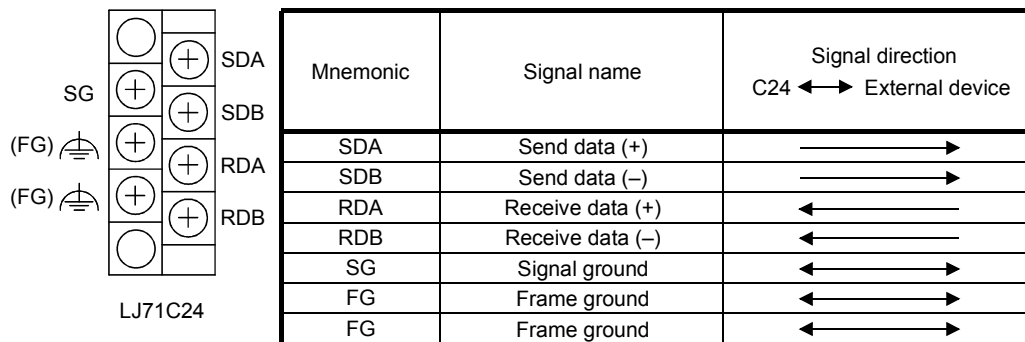 SDA
SG
SDB
(FG)
RDA
(FG)
RDB
LJ71C24
Mnemonic Signal name Signal direction
C24 ↔ External device
SDA Send data (+)
SDB Send data (–)
RDA Receive data (+)
RDB Receive data (–)
SG Signal ground
FG Frame ground
FG Frame ground